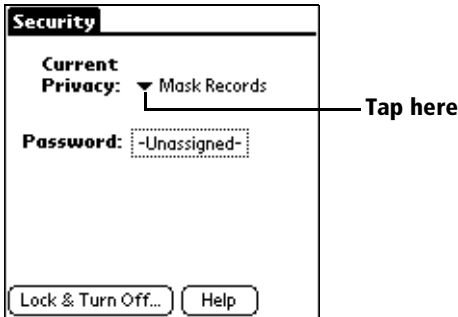 Security
Current
Privacy: Mask Records
Tap here
Password: -Unassigned-
Lock & Turn Off... Help